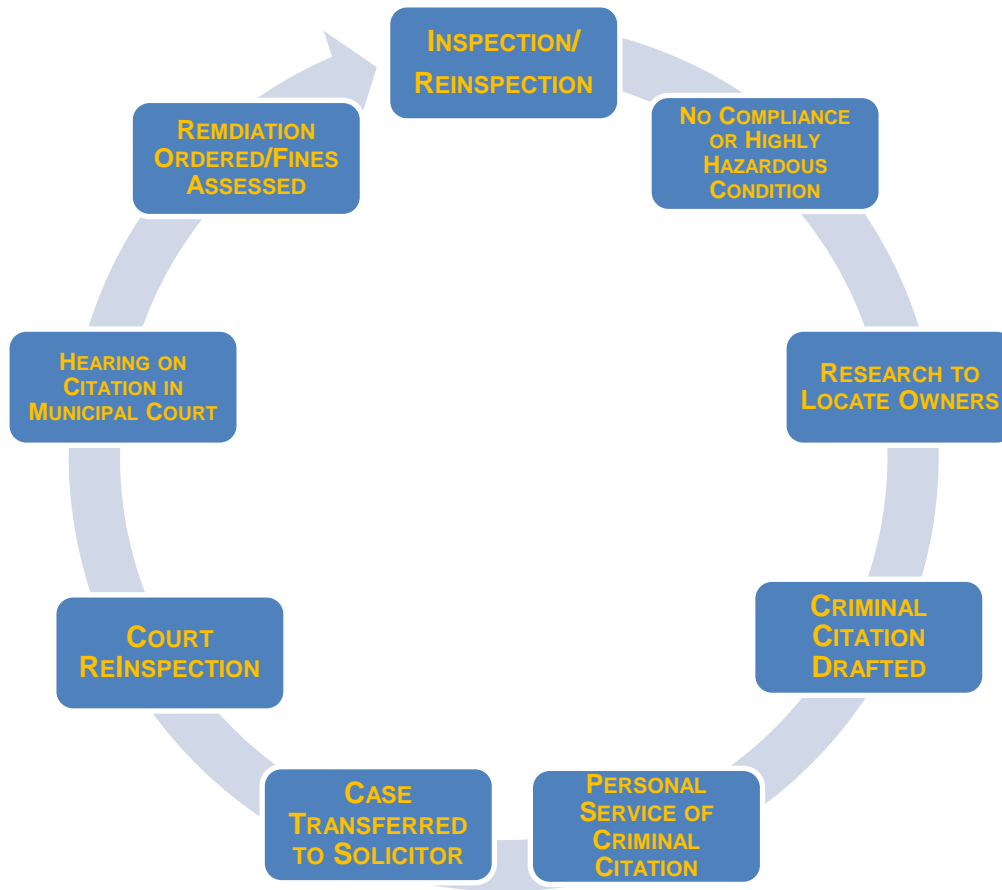 INSPECTION/
REINSPECTION
NO COMPLIANCE
OR HIGHLY
HAZARDOUS
CONDITION
RESEARCH TO
LOCATE OWNERS
CRIMINAL
CITATION
DRAFTED
PERSONAL
SERVICE OF
CRIMINAL
CITATION
CASE
TRANSFERRED
TO SOLICITOR
COURT
REINSPECTION
HEARING ON
CITATION IN
MUNICIPAL COURT
REMDIATION
ORDERED/FINES
ASSESSED